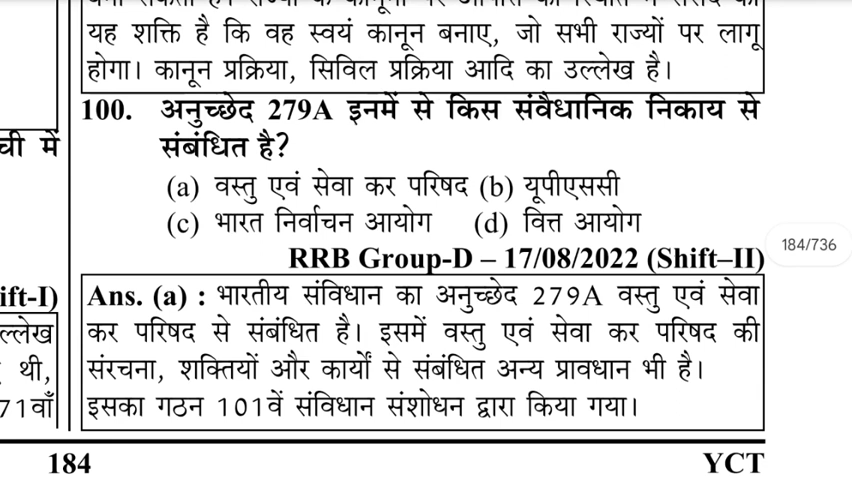 यह शक्ति है कि वह स्वयं कानून बनाए, जो सभी राज्यों पर लागू
होगा। कानून प्रक्रिया, सिविल प्रक्रिया आदि का उल्लेख है।
100. अनुच्छेद 279A इनमें से किस संवैधानिक निकाय से
संबंधित है?
(a) वस्तु एवं सेवा कर परिषद (b) यूपीएससी
(c) भारत निर्वाचन आयोग (d) वित्त आयोग
RRB Group-D – 17/08/2022 (Shift–II)
Ans. (a) : भारतीय संविधान का अनुच्छेद 279A वस्तु एवं सेवा
कर परिषद से संबंधित है। इसमें वस्तु एवं सेवा कर परिषद की
संरचना, शक्तियों और कार्यों से संबंधित अन्य प्रावधान भी है।
इसका गठन 101वें संविधान संशोधन द्वारा किया गया।
ची में
ift-I)
ल्लेख
थी,
71वाँ
184
YCT
184/736